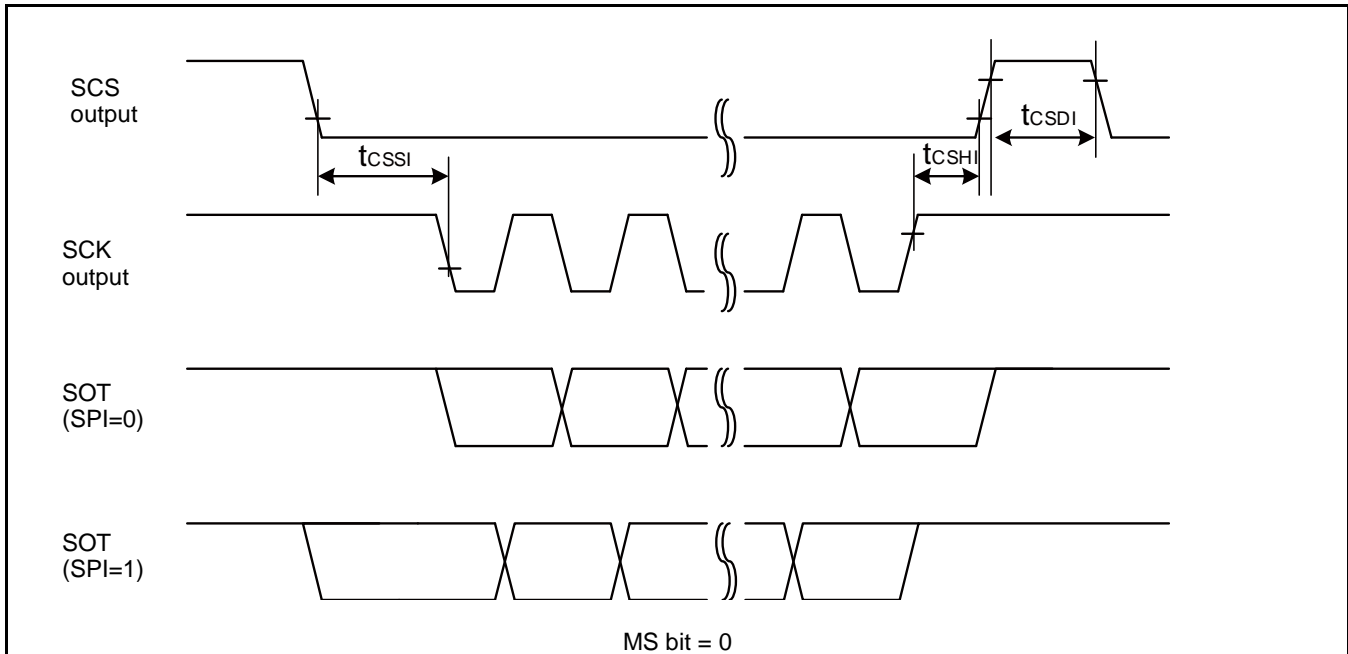 SCS
output
tCSSI
tCSHI
tCSDI
SCK
output
SOT
(SPI=0)
SOT
(SPI=1)
MS bit = 0